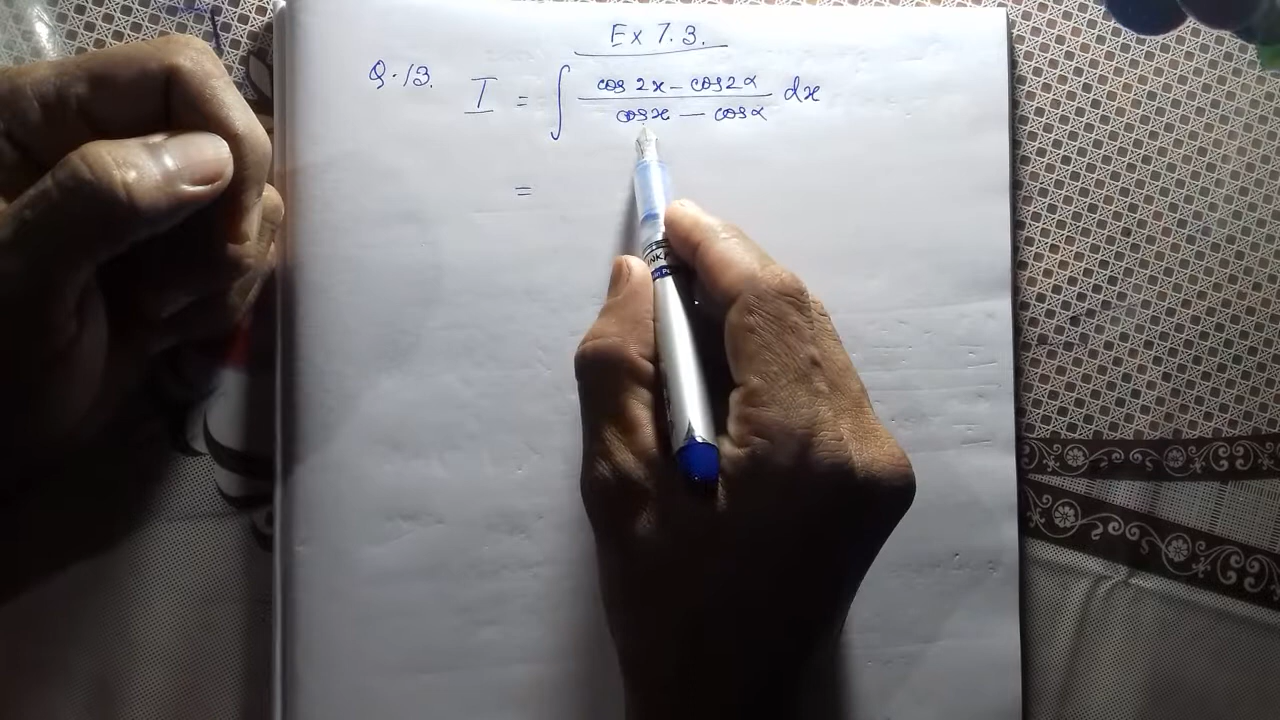 Ex 7.3.
Q.13. I = ∫ (cos 2x - cos 2α) / (cos x - cos α) dx
=